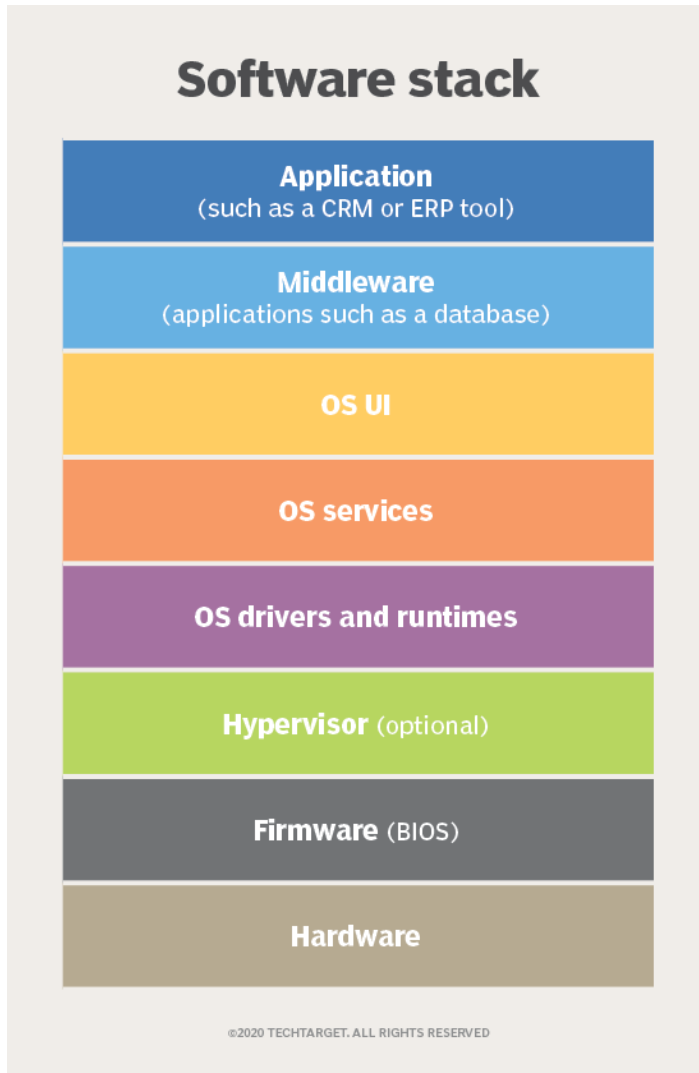 Software stack
Application
(such as a CRM or ERP tool)
Middleware
(applications such as a database)
OS UI
OS services
OS drivers and runtimes
Hypervisor (optional)
Firmware (BIOS)
Hardware
©2020 TECHTARGET. ALL RIGHTS RESERVED